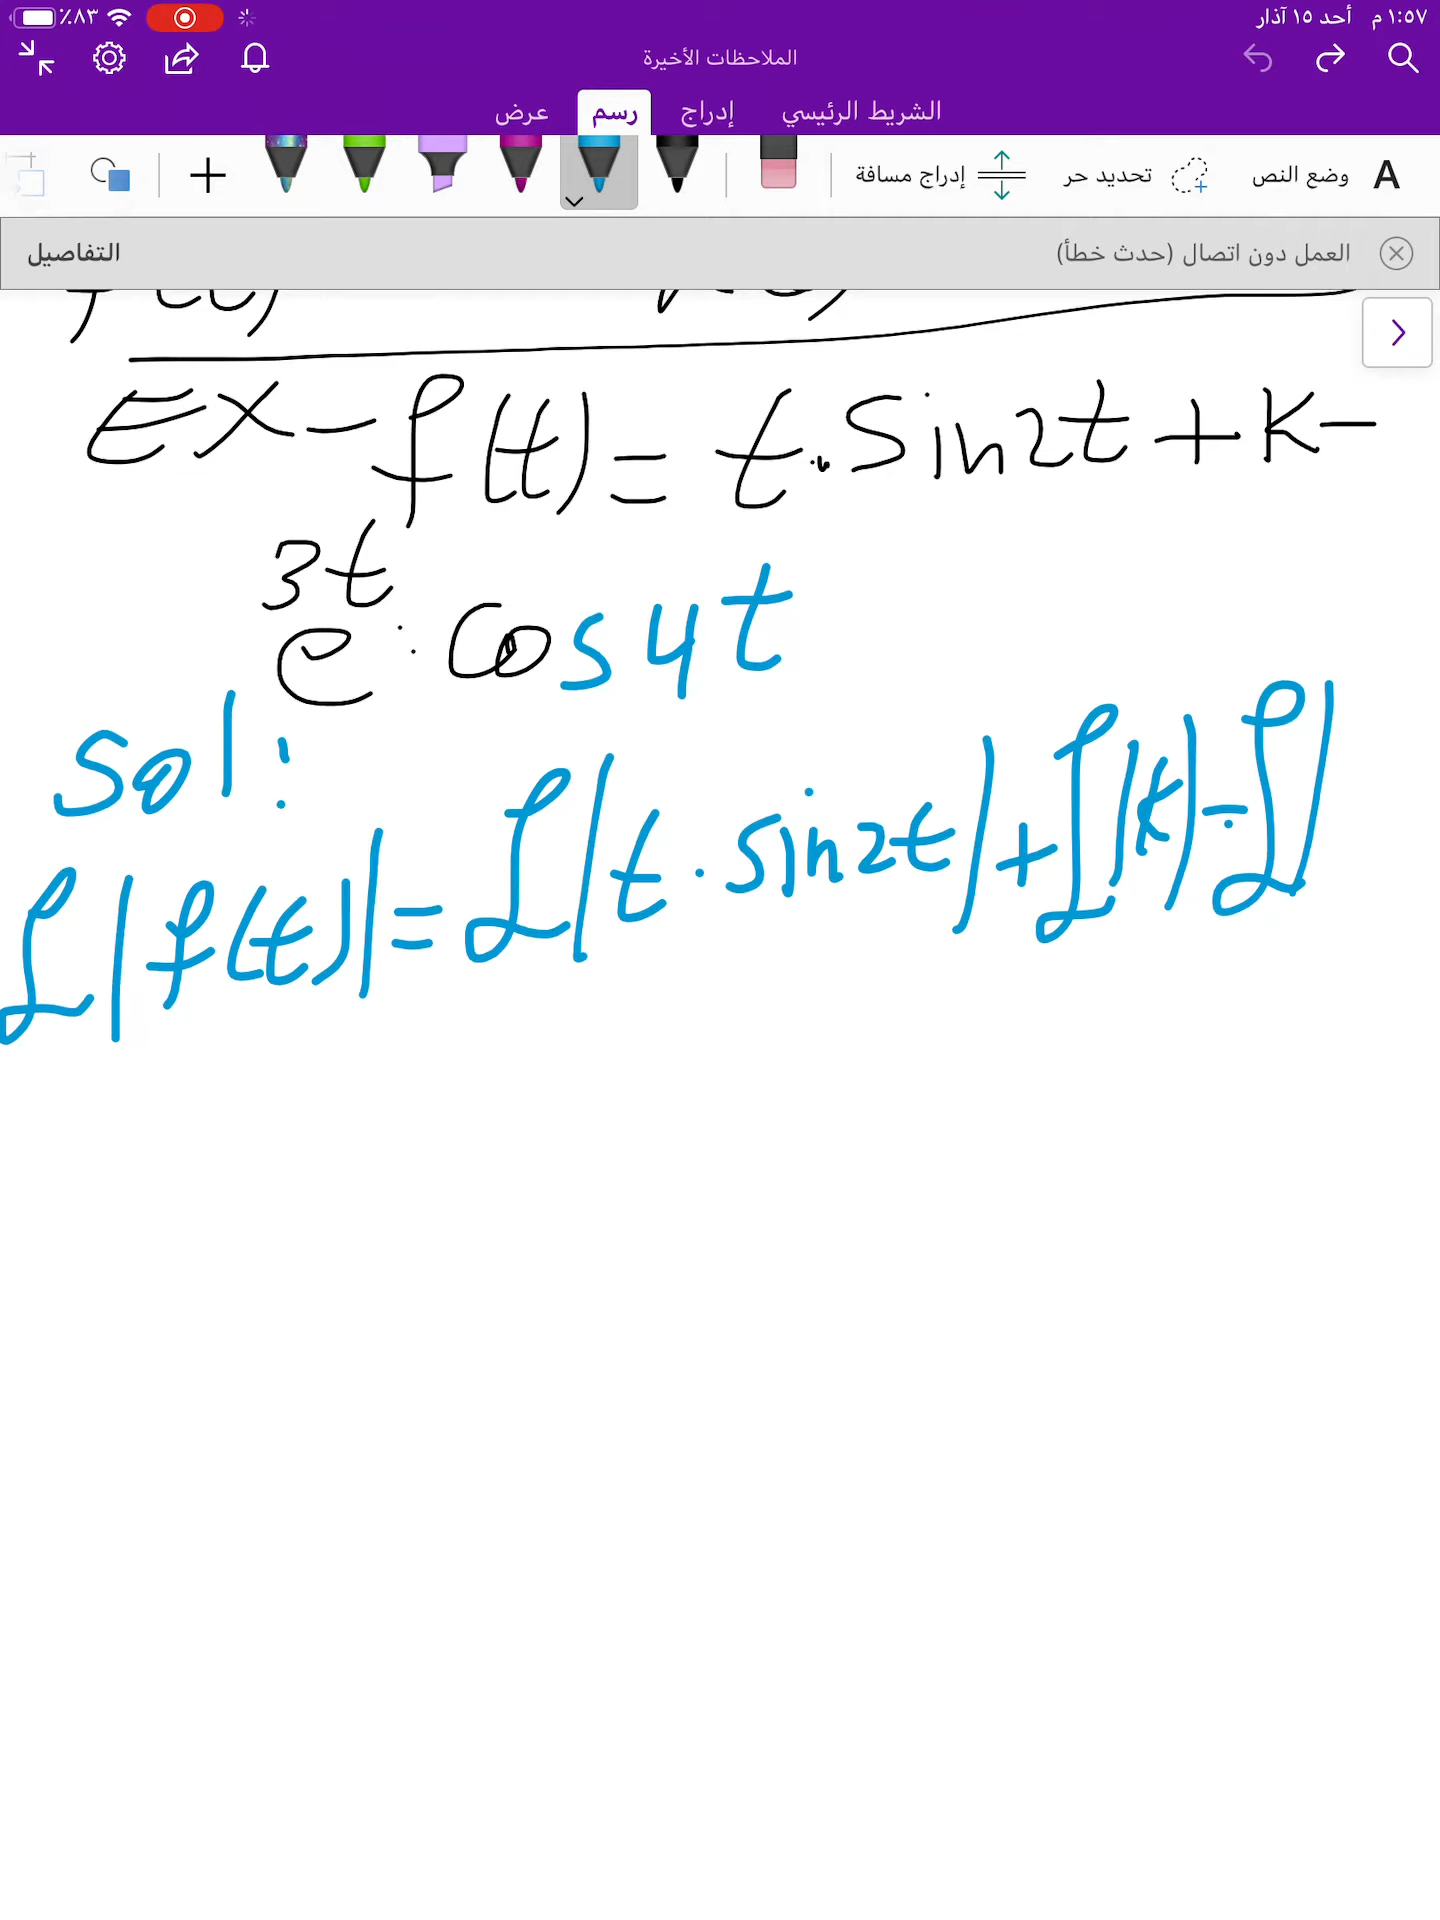 ١:٥٧ م أحد ١٥ آذار
٪٨٣
الملاحظات الأخيرة
الشريط الرئيسي إدراج رسم عرض
A وضع النص تحديد حر إدراج مسافة
العمل دون اتصال (حدث خطأ) التفاصيل
EX - f(t) = t . Sin2t + K -
e^3t . Cos4t
Sol:
ℒ|f(t)| = ℒ|t . sin2t| + ℒ|k| - ℒ|